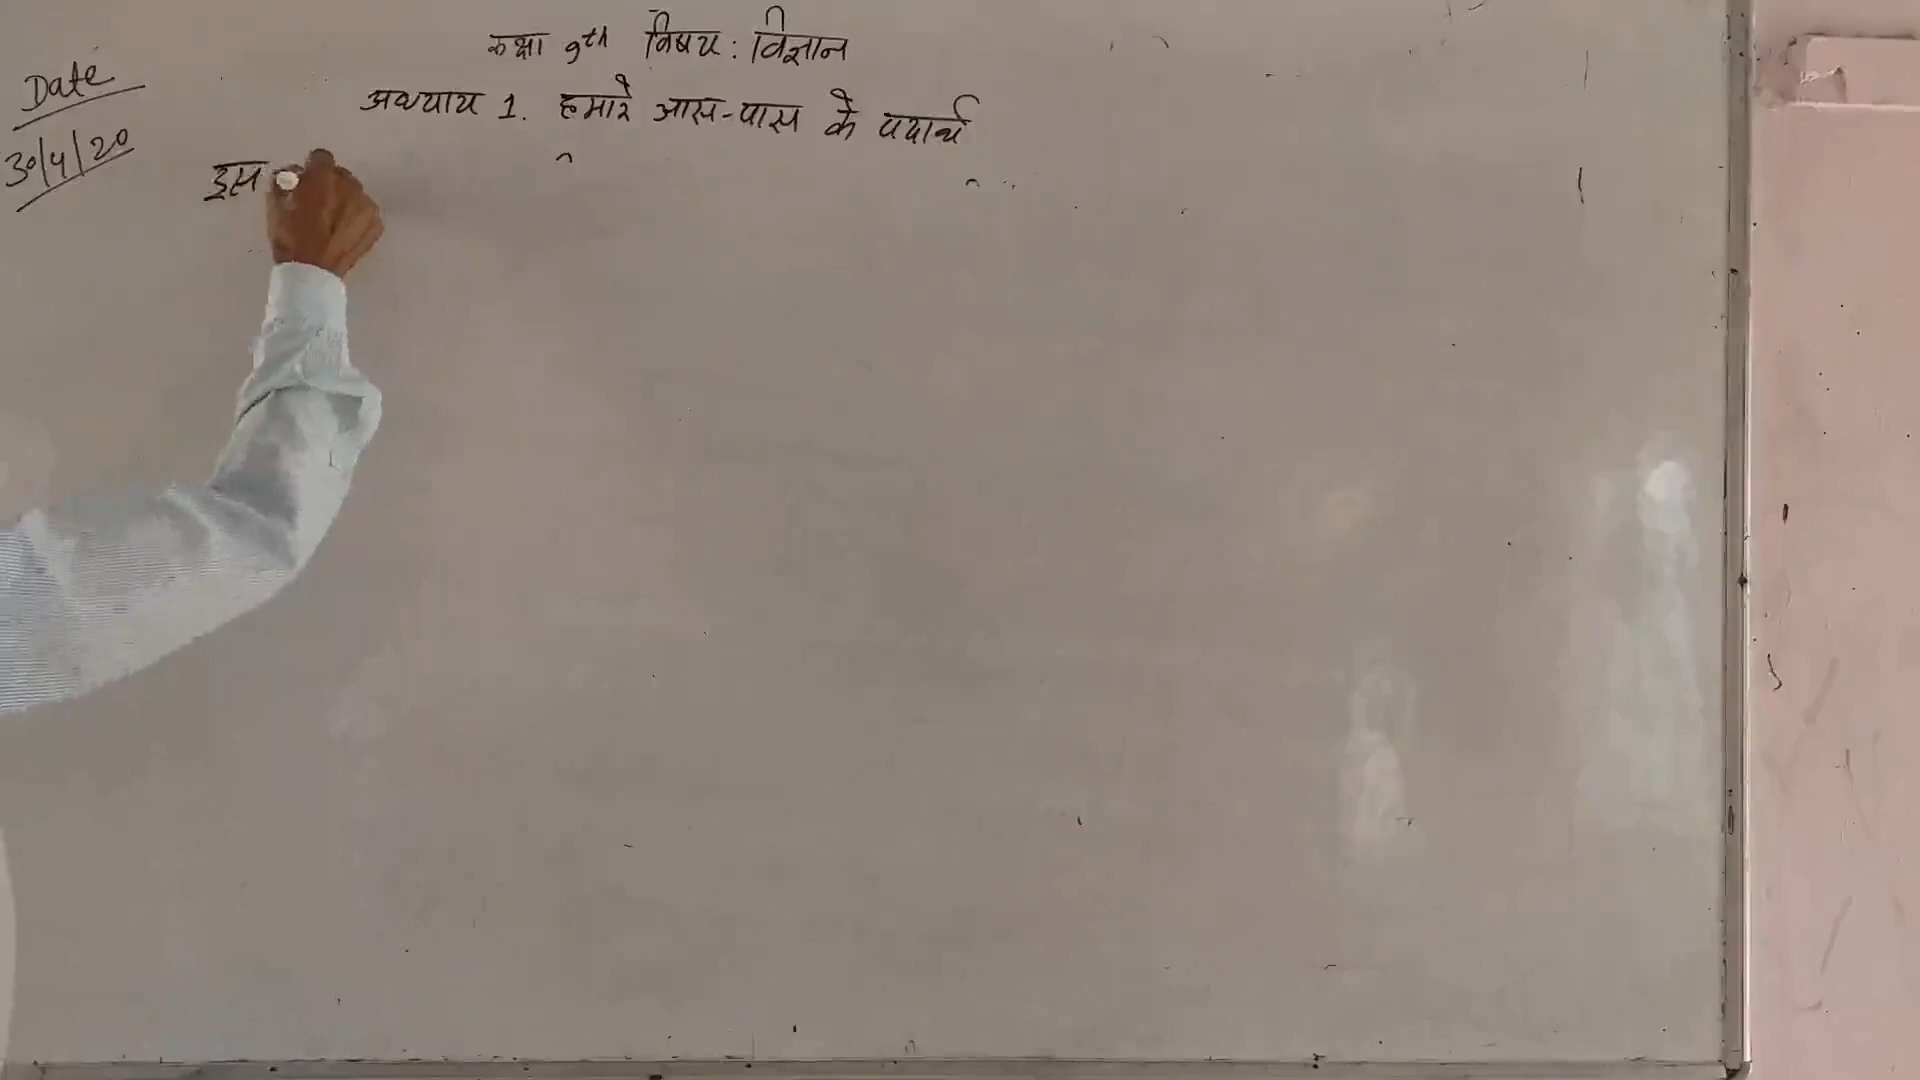 Date
30/4/20
कक्षा 9th विषय : विज्ञान
अध्याय 1. हमारे आस-पास के पदार्थ
इस